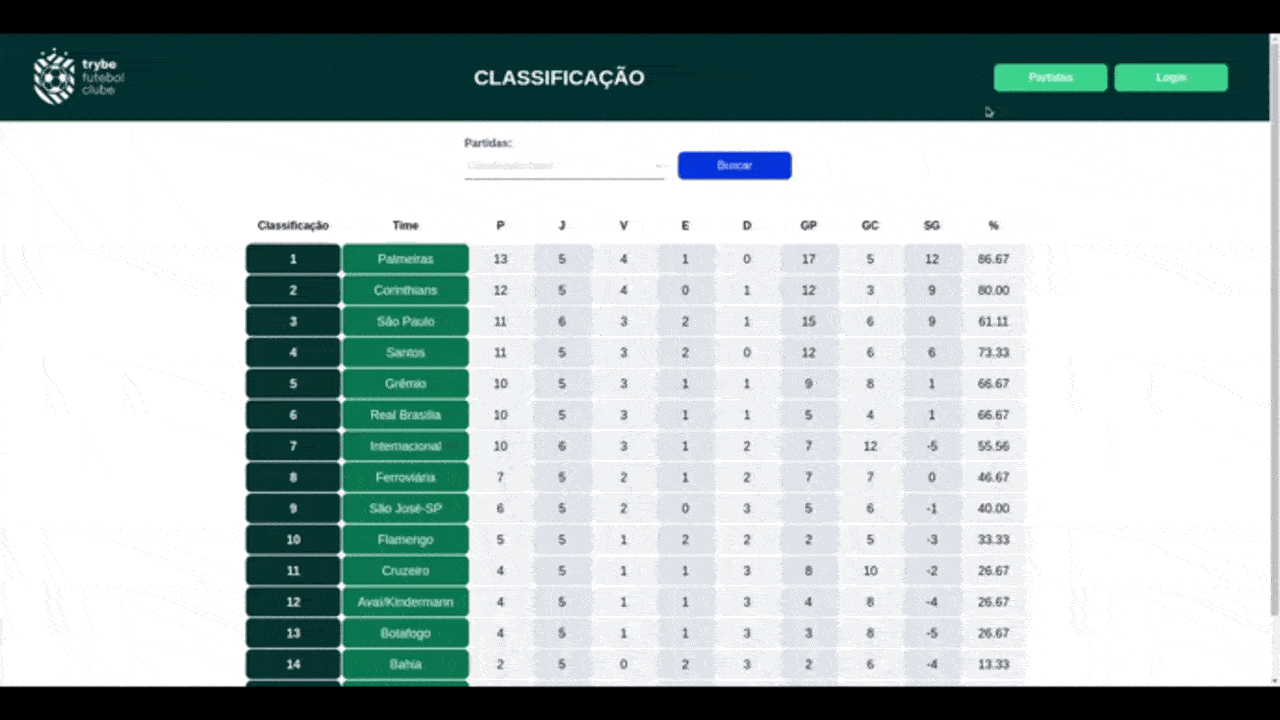 trybe
futebol
clube
CLASSIFICAÇÃO
Partidas
Login
Partidas:
Buscar
Classificação Time P J V E D GP GC SG %
1 Palmeiras 13 5 4 1 0 17 5 12 86.67
2 Corinthians 12 5 4 0 1 12 3 9 80.00
3 São Paulo 11 6 3 2 1 15 6 9 61.11
4 Santos 11 5 3 2 0 12 6 6 73.33
5 Grêmio 10 5 3 1 1 9 8 1 66.67
6 Real Brasília 10 5 3 1 1 5 4 1 66.67
7 Internacional 10 6 3 1 2 7 12 -5 55.56
8 Ferroviária 7 5 2 1 2 7 7 0 46.67
9 São José-SP 6 5 2 0 3 5 6 -1 40.00
10 Flamengo 5 5 1 2 2 2 5 -3 33.33
11 Cruzeiro 4 5 1 1 3 8 10 -2 26.67
12 Avaí/Kindermann 4 5 1 1 3 4 8 -4 26.67
13 Botafogo 4 5 1 1 3 3 8 -5 26.67
14 Bahia 2 5 0 2 3 2 6 -4 13.33